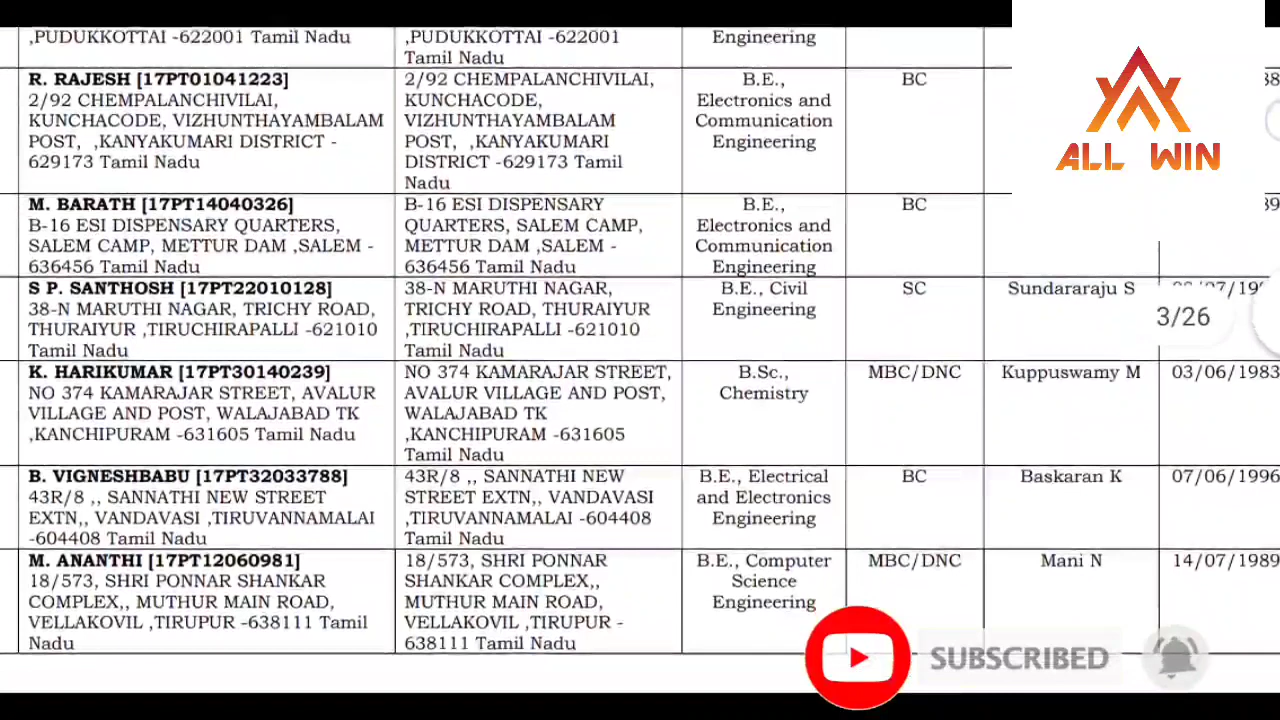 ,PUDUKKOTTAI -622001 Tamil Nadu
,PUDUKKOTTAI -622001
Tamil Nadu
Engineering
R. RAJESH [17PT01041223]
2/92 CHEMPALANCHIVILAI,
KUNCHACODE, VIZHUNTHAYAMBALAM
POST, ,KANYAKUMARI DISTRICT -
629173 Tamil Nadu
2/92 CHEMPALANCHIVILAI,
KUNCHACODE,
VIZHUNTHAYAMBALAM
POST, ,KANYAKUMARI
DISTRICT -629173 Tamil
Nadu
B.E.,
Electronics and
Communication
Engineering
BC
ALL WIN
M. BARATH [17PT14040326]
B-16 ESI DISPENSARY QUARTERS,
SALEM CAMP, METTUR DAM ,SALEM -
636456 Tamil Nadu
B-16 ESI DISPENSARY
QUARTERS, SALEM CAMP,
METTUR DAM ,SALEM -
636456 Tamil Nadu
B.E.,
Electronics and
Communication
Engineering
BC
S P. SANTHOSH [17PT22010128]
38-N MARUTHI NAGAR, TRICHY ROAD,
THURAIYUR ,TIRUCHIRAPALLI -621010
Tamil Nadu
38-N MARUTHI NAGAR,
TRICHY ROAD, THURAIYUR
,TIRUCHIRAPALLI -621010
Tamil Nadu
B.E., Civil
Engineering
SC
Sundararaju S
3/26
K. HARIKUMAR [17PT30140239]
NO 374 KAMARAJAR STREET, AVALUR
VILLAGE AND POST, WALAJABAD TK
,KANCHIPURAM -631605 Tamil Nadu
NO 374 KAMARAJAR STREET,
AVALUR VILLAGE AND POST,
WALAJABAD TK
,KANCHIPURAM -631605
Tamil Nadu
B.Sc.,
Chemistry
MBC/DNC
Kuppuswamy M
03/06/1983
B. VIGNESHBABU [17PT32033788]
43R/8 ,, SANNATHI NEW STREET
EXTN,, VANDAVASI ,TIRUVANNAMALAI
-604408 Tamil Nadu
43R/8 ,, SANNATHI NEW
STREET EXTN,, VANDAVASI
,TIRUVANNAMALAI -604408
Tamil Nadu
B.E., Electrical
and Electronics
Engineering
BC
Baskaran K
07/06/1996
M. ANANTHI [17PT12060981]
18/573, SHRI PONNAR SHANKAR
COMPLEX,, MUTHUR MAIN ROAD,
VELLAKOVIL ,TIRUPUR -638111 Tamil
Nadu
18/573, SHRI PONNAR
SHANKAR COMPLEX,,
MUTHUR MAIN ROAD,
VELLAKOVIL ,TIRUPUR -
638111 Tamil Nadu
B.E., Computer
Science
Engineering
MBC/DNC
Mani N
14/07/1989
SUBSCRIBED